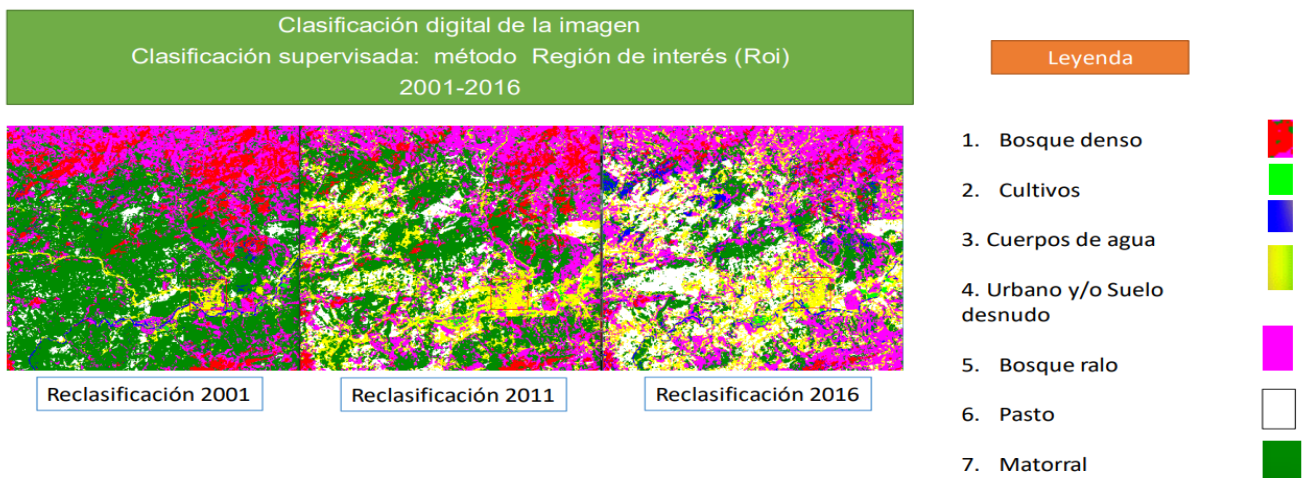 Clasificación digital de la imagen
Clasificación supervisada: método Región de interés (Roi)
2001-2016
Leyenda
1. Bosque denso
2. Cultivos
3. Cuerpos de agua
4. Urbano y/o Suelo
desnudo
5. Bosque ralo
6. Pasto
7. Matorral
Reclasificación 2001
Reclasificación 2011
Reclasificación 2016